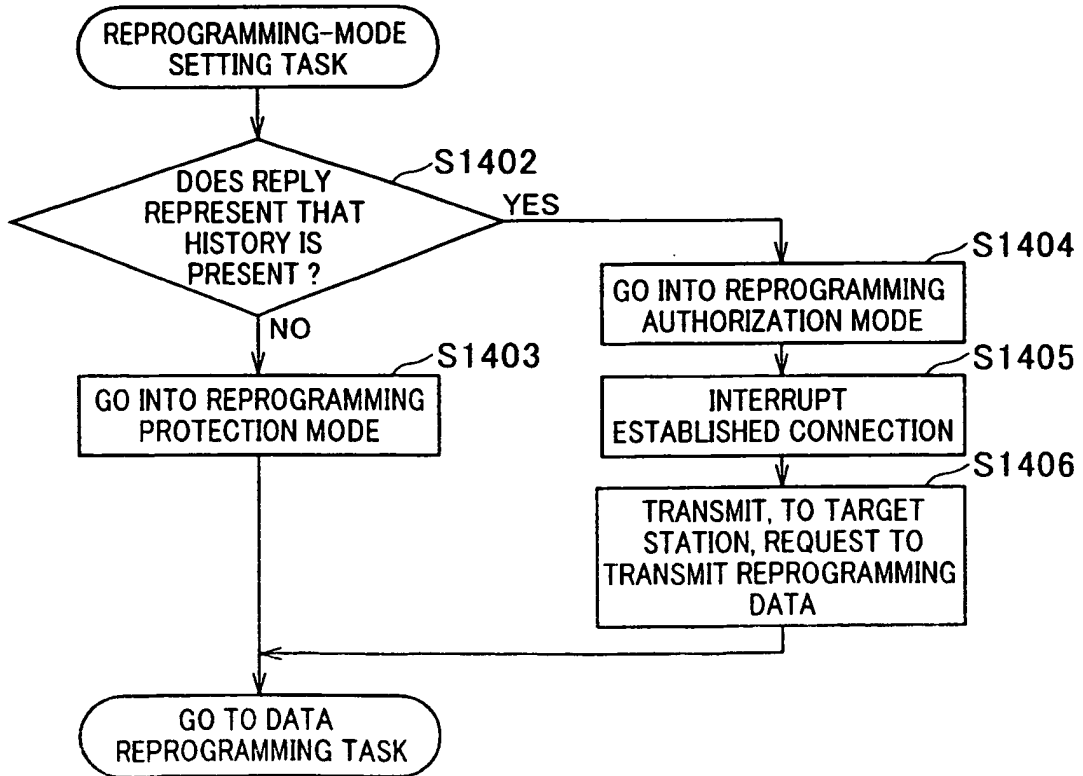 REPROGRAMMING-MODE
SETTING TASK
S1402
DOES REPLY
REPRESENT THAT
HISTORY IS
PRESENT ?
YES
NO
S1403
GO INTO REPROGRAMMING
PROTECTION MODE
S1404
GO INTO REPROGRAMMING
AUTHORIZATION MODE
S1405
INTERRUPT
ESTABLISHED CONNECTION
S1406
TRANSMIT, TO TARGET
STATION, REQUEST TO
TRANSMIT REPROGRAMMING
DATA
GO TO DATA
REPROGRAMMING TASK